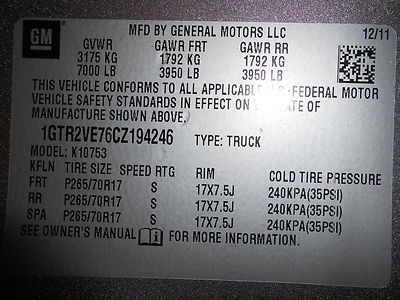 GM
MFD BY GENERAL MOTORS LLC 12/11
GVWR GAWR FRT GAWR RR
3175 KG 1792 KG 1792 KG
7000 LB 3950 LB 3950 LB
THIS VEHICLE CONFORMS TO ALL APPLICABLE U.S. FEDERAL MOTOR
VEHICLE SAFETY STANDARDS IN EFFECT ON THE DATE OF
MANUFACTURE SHOWN ABOVE.
1GTR2VE76CZ194246 TYPE: TRUCK
MODEL: K10753
KFLN TIRE SIZE SPEED RTG RIM COLD TIRE PRESSURE
FRT P265/70R17 S 17X7.5J 240KPA(35PSI)
RR P265/70R17 S 17X7.5J 240KPA(35PSI)
SPA P265/70R17 S 17X7.5J 240KPA(35PSI)
SEE OWNER'S MANUAL FOR MORE INFORMATION.